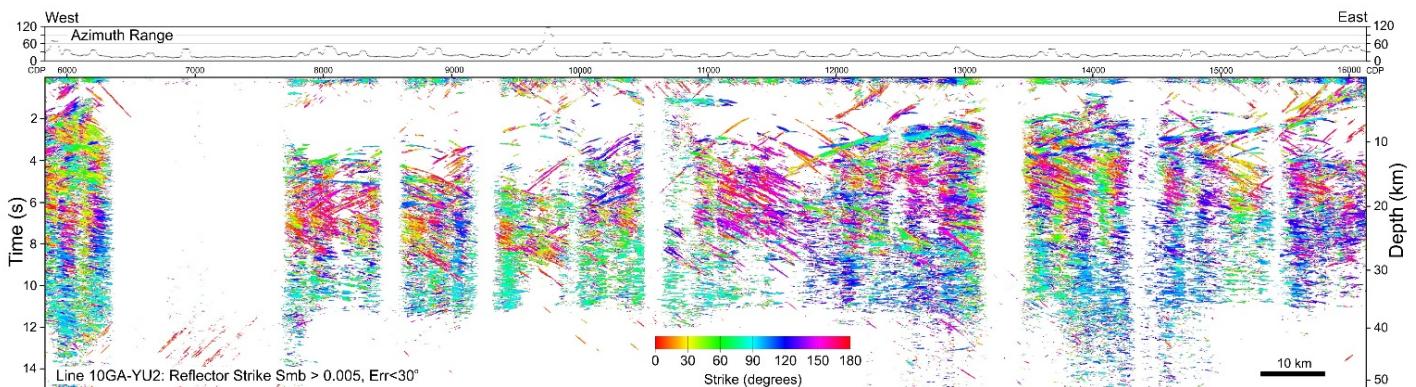 West East
120 Azimuth Range 120
60 60
0 0
CDP 6000 7000 8000 9000 10000 11000 12000 13000 14000 15000 16000 CDP
2
4 10
6 20
8
10 30
12 40
14 50
Time (s)
Depth (km)
0 30 60 90 120 150 180
Strike (degrees)
10 km
Line 10GA-YU2: Reflector Strike Smb > 0.005, Err<30°